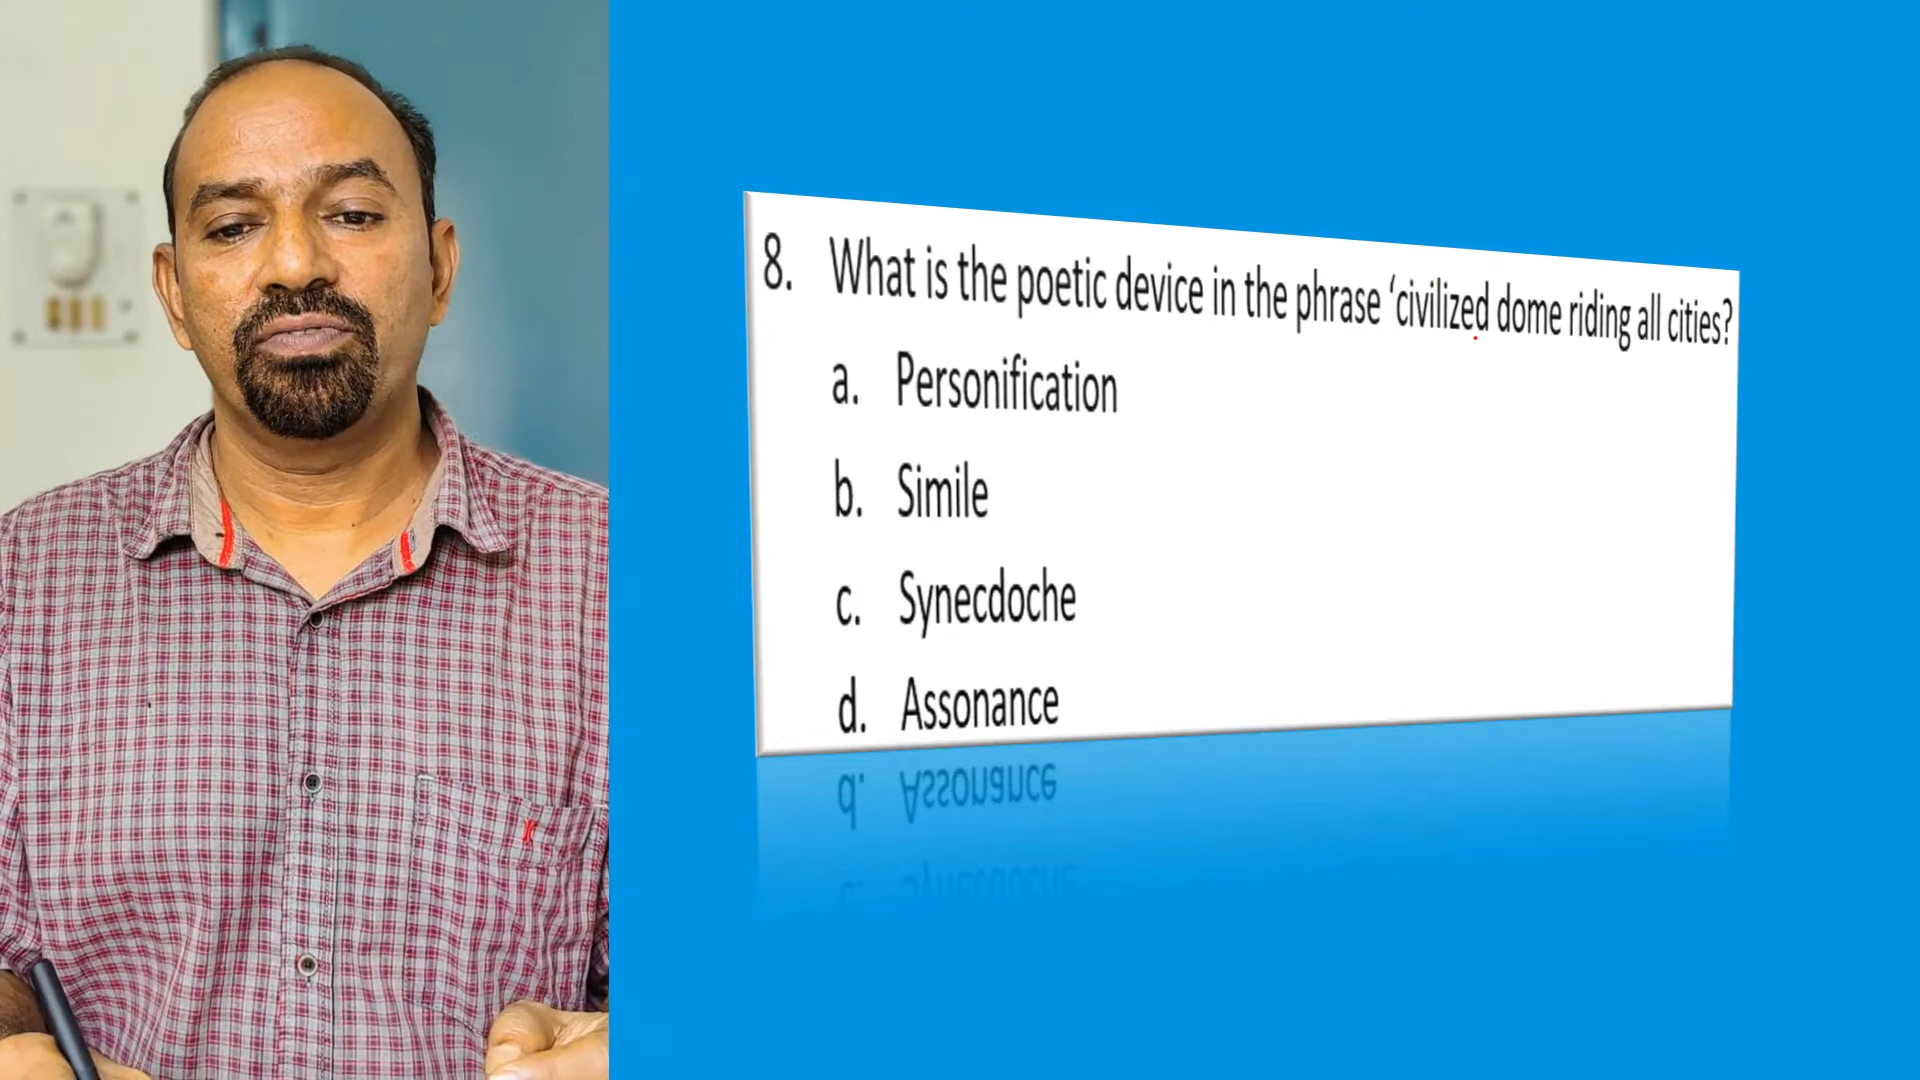 8. What is the poetic device in the phrase ‘civilized dome riding all cities?
a. Personification
b. Simile
c. Synecdoche
d. Assonance